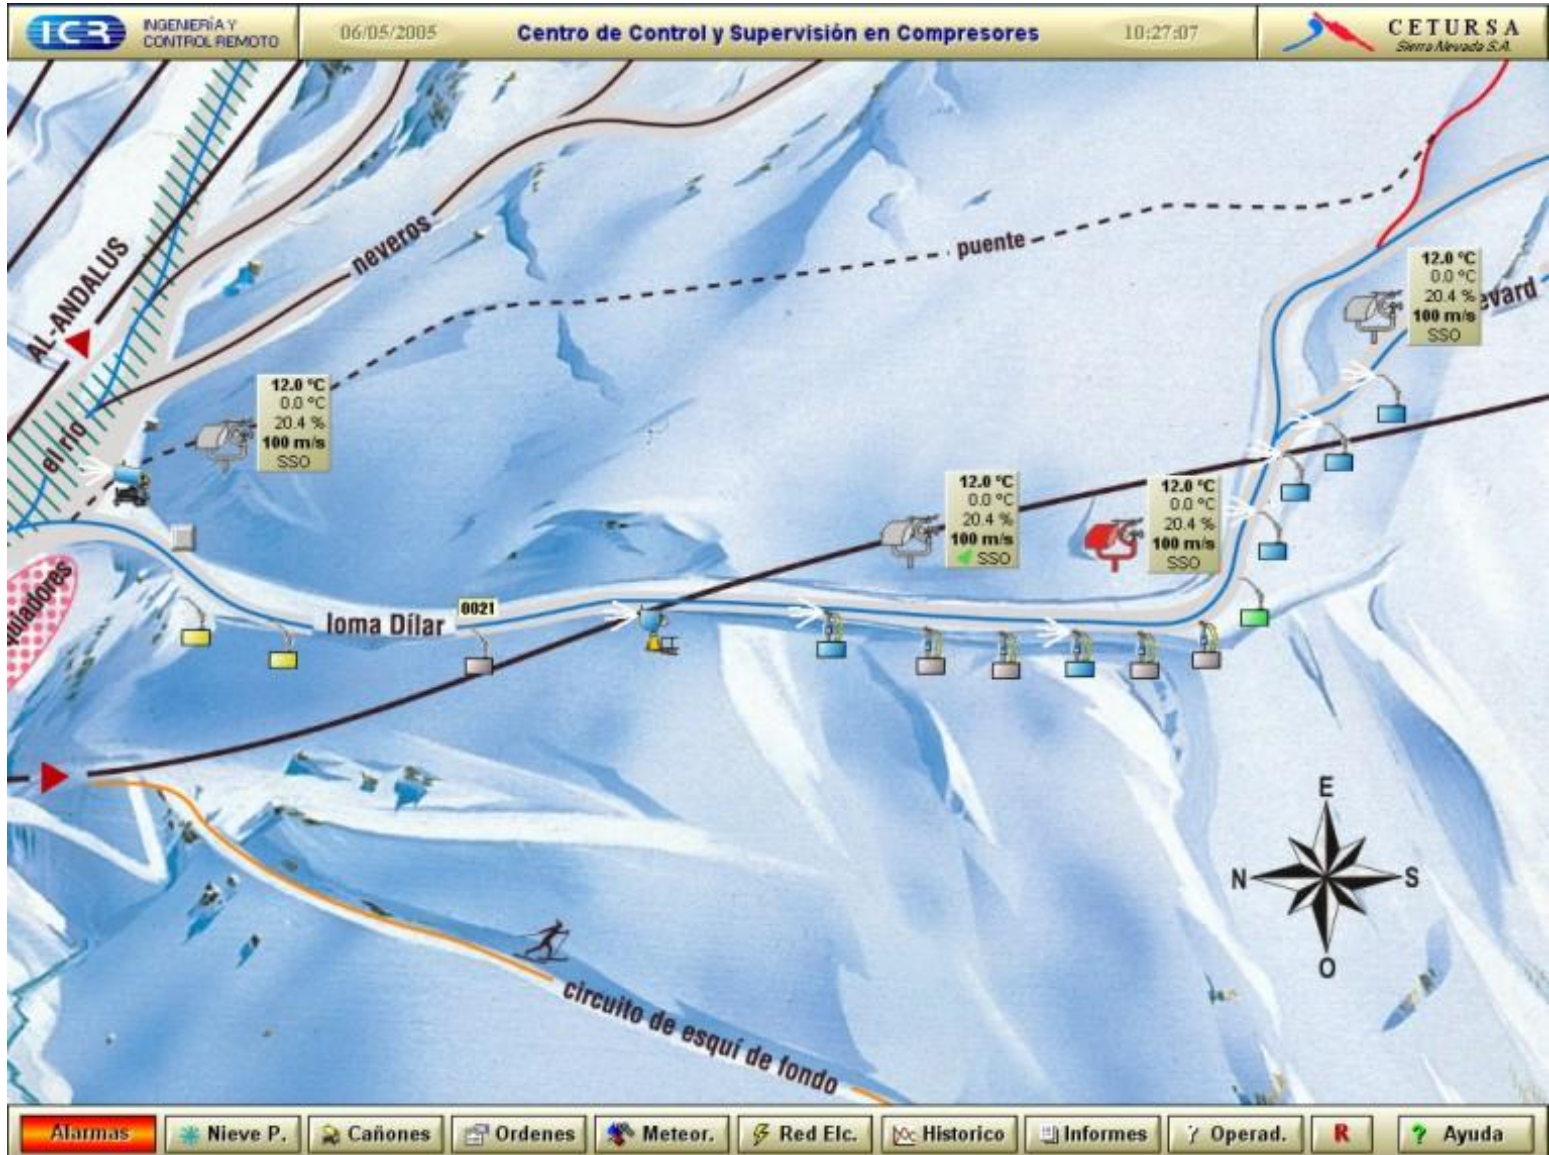 ICR
INGENIERÍA Y
CONTROL REMOTO
06/05/2005
Centro de Control y Supervisión en Compresores
10:27:07
CETURSA
Sierra Nevada S.A.
AL-ANDALUS
neveros
puente
12.0 °C
0.0 °C
20.4 %
100 m/s
SSO
evard
12.0 °C
0.0 °C
20.4 %
100 m/s
SSO
el río
12.0 °C
0.0 °C
20.4 %
100 m/s
SSO
12.0 °C
0.0 °C
20.4 %
100 m/s
SSO
quiladores
loma Dílar
0021
E
N
S
O
circuito de esquí de fondo
Alarmas
Nieve P.
Cañones
Ordenes
Meteor.
Red Elc.
Historico
Informes
? Operad.
R
? Ayuda